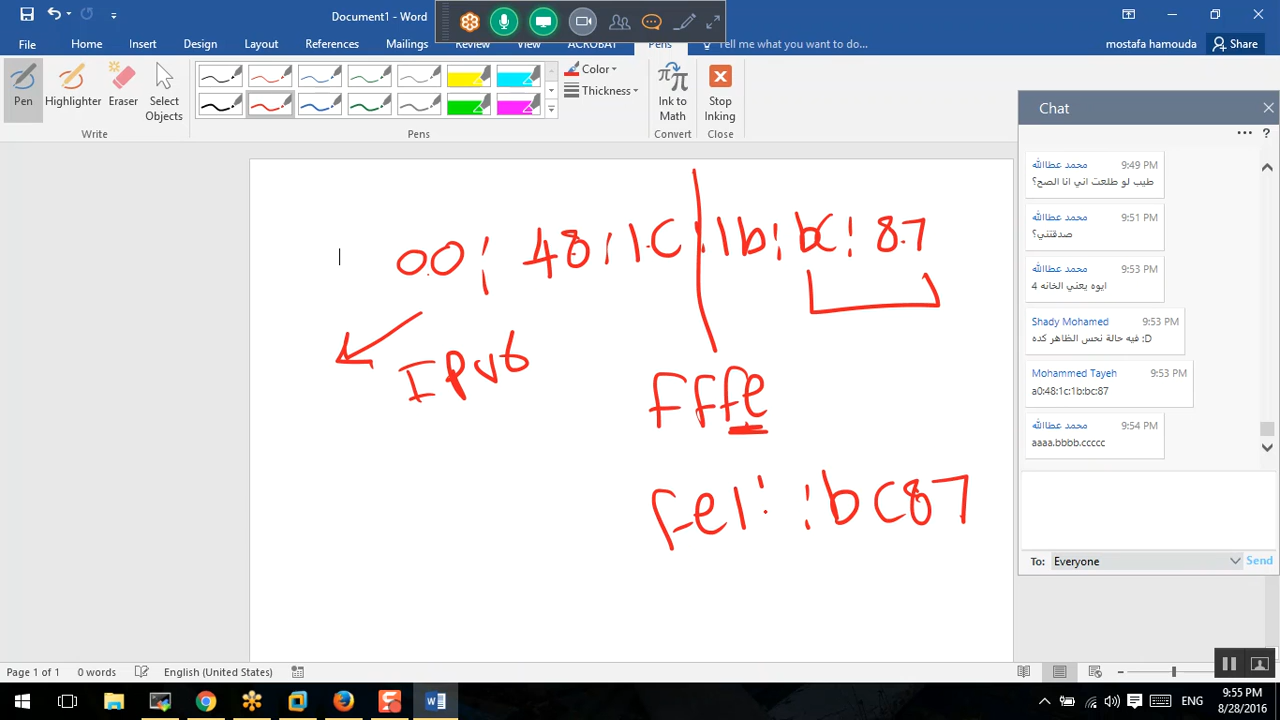 Document1 - Word
mostafa hamouda
Share
File
Home
Insert
Design
Layout
References
Mailings
Review
View
ACROBAT
Pens
Tell me what you want to do...
Pen
Highlighter
Eraser
Select Objects
Color
Thickness
Ink to Math
Stop Inking
Write
Pens
Convert
Close
00: 48:1C:1b:bC:87
IPv6
FFfe
fe1::bC87
Chat
محمد عطاالله 9:49 PM
طيب لو طلعت اني انا الصح؟
محمد عطاالله 9:51 PM
صدقتني؟
محمد عطاالله 9:53 PM
ايوه يعني الخانه 4
Shady Mohamed 9:53 PM
فيه حالة نحس الظاهر كده :D
Mohammed Tayeh 9:53 PM
a0:48:1c:1b:bc:87
محمد عطاالله 9:54 PM
aaaa.bbbb.ccccc
To: Everyone Send
Page 1 of 1 0 words English (United States)
ENG
9:55 PM
8/28/2016